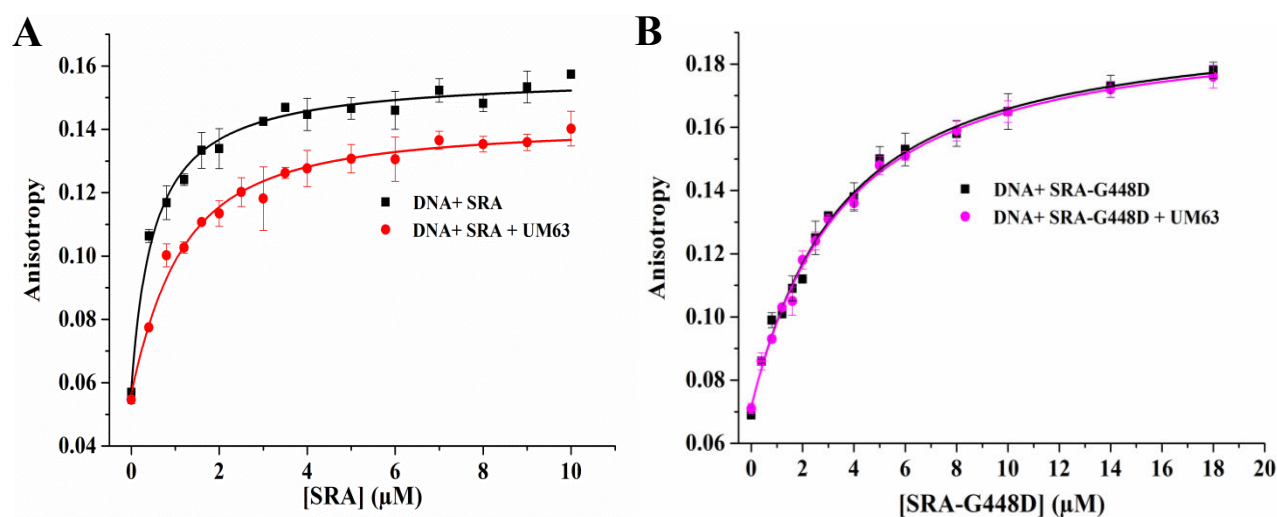 A
Anisotropy
0.16
0.14
0.12
0.10
0.08
0.06
0.04
DNA+ SRA
DNA+ SRA + UM63
0 2 4 6 8 10
[SRA] (µM)
B
Anisotropy
0.18
0.16
0.14
0.12
0.10
0.08
0.06
DNA+ SRA-G448D
DNA+ SRA-G448D + UM63
0 2 4 6 8 10 12 14 16 18 20
[SRA-G448D] (µM)